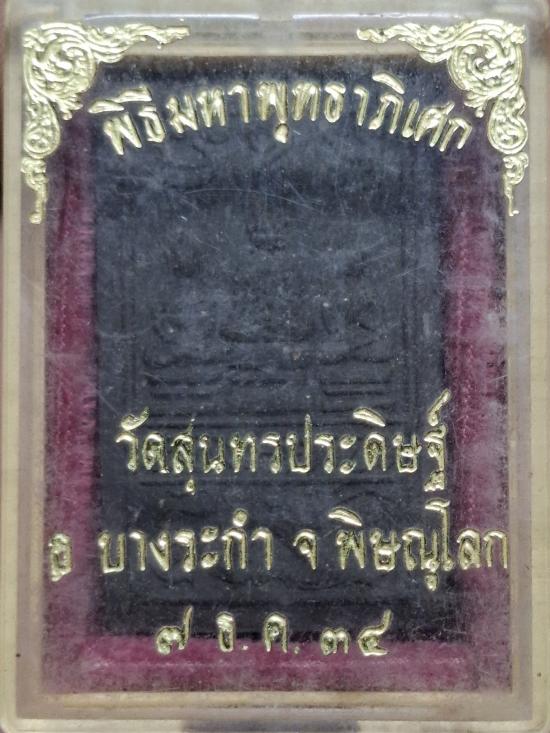 พิธีมหาพุทธาภิเศก
วัดสุนทรประดิษฐ์
อ บางระกำ จ พิษณุโลก
๗ ธ.ค.๓๔